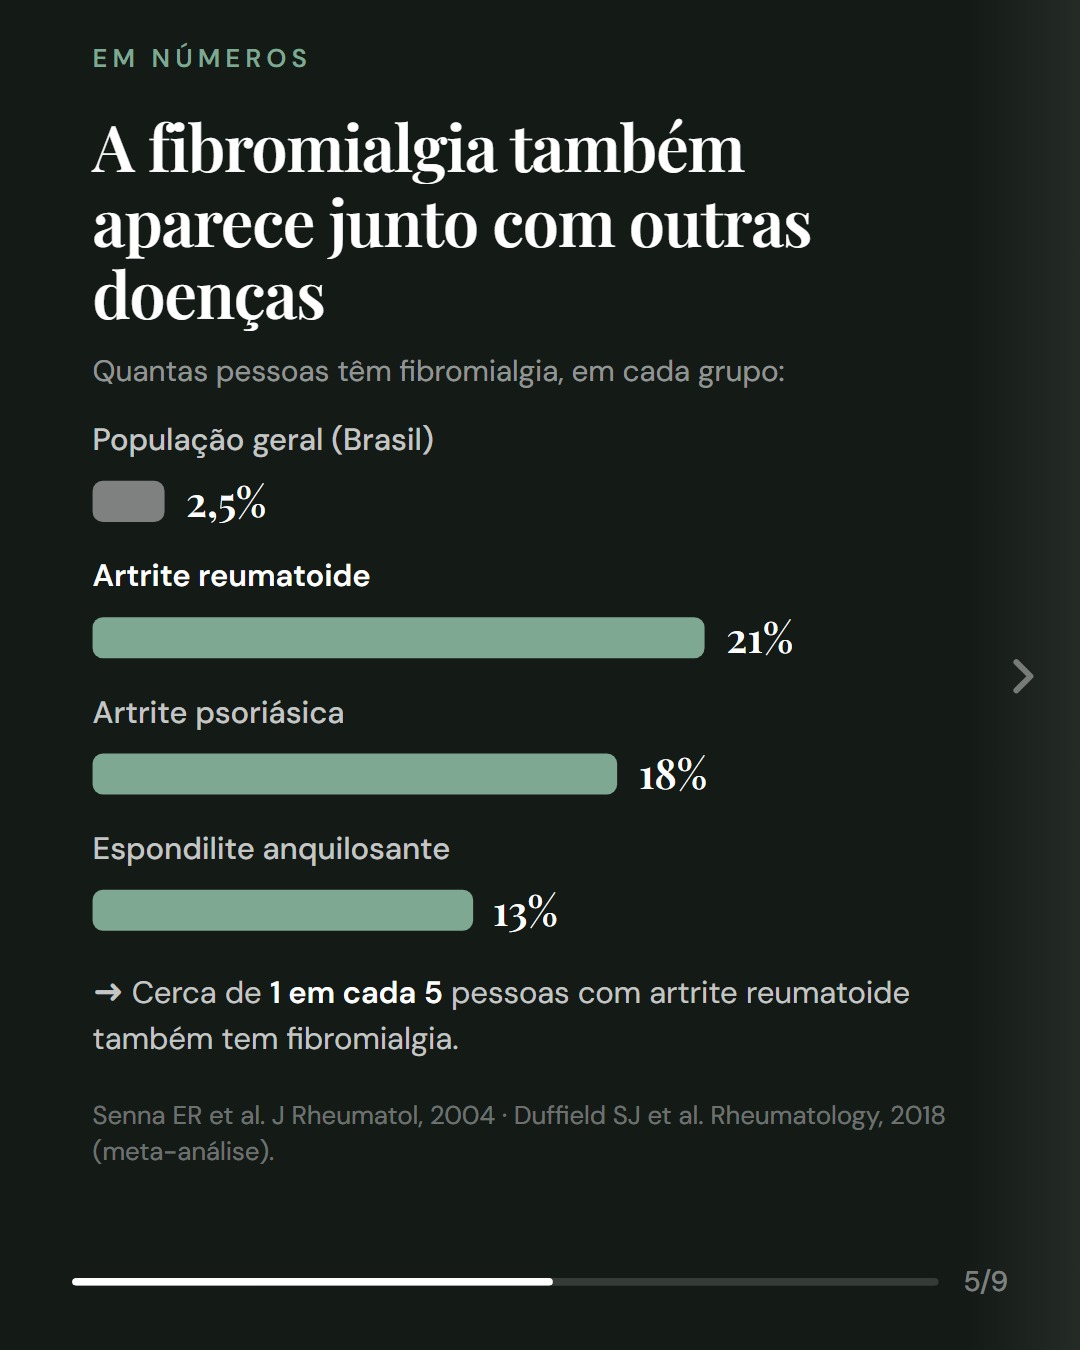 EM NÚMEROS
A fibromialgia também
aparece junto com outras
doenças
Quantas pessoas têm fibromialgia, em cada grupo:
População geral (Brasil)
2,5%
Artrite reumatoide
21%
Artrite psoriásica
18%
Espondilite anquilosante
13%
→ Cerca de 1 em cada 5 pessoas com artrite reumatoide
também tem fibromialgia.
Senna ER et al. J Rheumatol, 2004 · Duffield SJ et al. Rheumatology, 2018
(meta-análise).
5/9